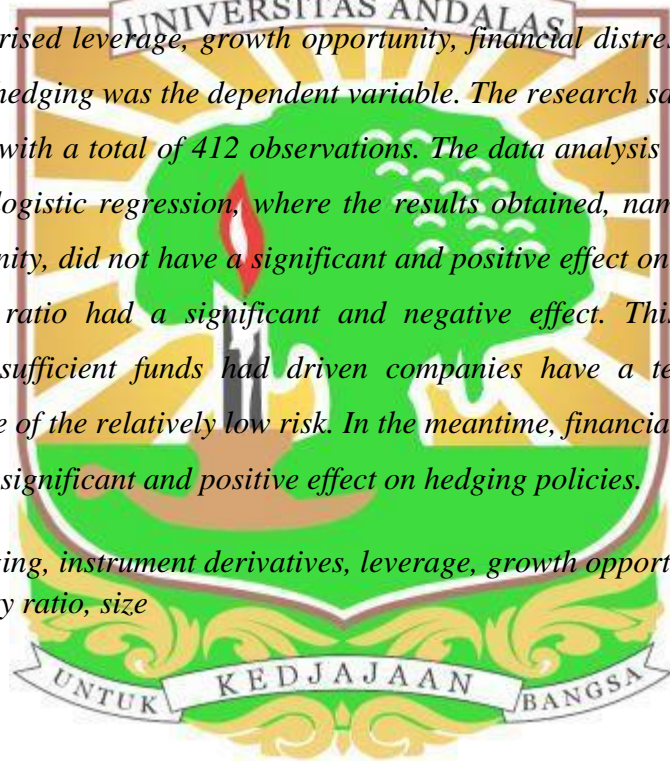 UNIVERSITAS ANDALAS
rised leverage, growth opportunity, financial distres
hedging was the dependent variable. The research sa
with a total of 412 observations. The data analysis
logistic regression, where the results obtained, nam
nity, did not have a significant and positive effect on
ratio had a significant and negative effect. This
sufficient funds had driven companies have a te
e of the relatively low risk. In the meantime, financia
significant and positive effect on hedging policies.
ing, instrument derivatives, leverage, growth opport
y ratio, size
UNTUK KEDJAJAAN BANGSA